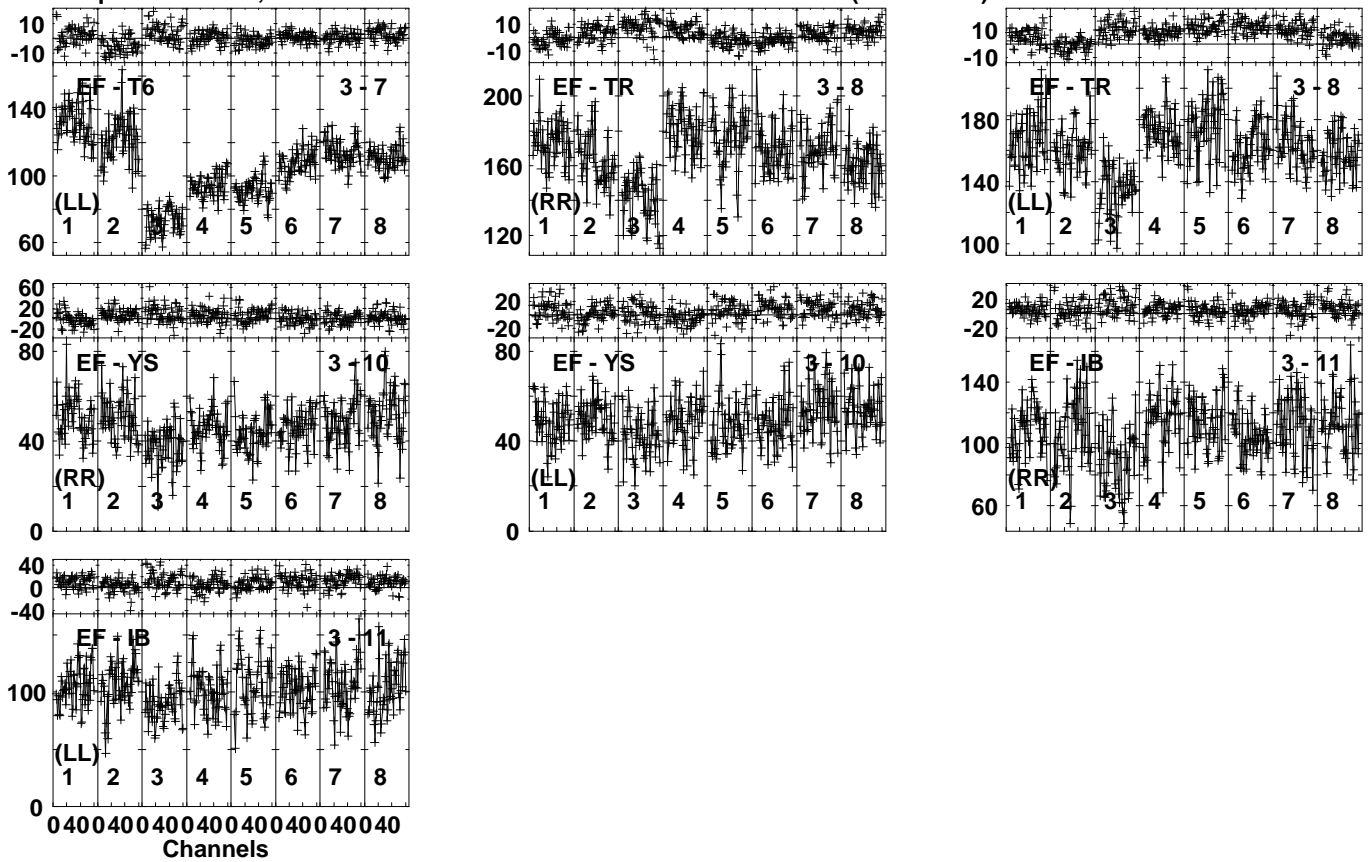 10
-10
EF - T6 3 - 7
140
100
60
(LL)
1 2 3 4 5 6 7 8
10
-10
EF - TR 3 - 8
200
160
120
(RR)
1 2 3 4 5 6 7 8
10
-10
EF - TR 3 - 8
180
140
100
(LL)
1 2 3 4 5 6 7 8
60
20
-20
EF - YS 3 - 10
80
40
0
(RR)
1 2 3 4 5 6 7 8
20
-20
EF - YS 3 - 10
80
40
0
(LL)
1 2 3 4 5 6 7 8
20
-20
EF - IB 3 - 11
140
100
60
(RR)
1 2 3 4 5 6 7 8
40
0
-40
EF - IB 3 - 11
100
0
(LL)
1 2 3 4 5 6 7 8
0 40 0 40 0 40 0 40 0 40 0 40 0 40 0 40
Channels